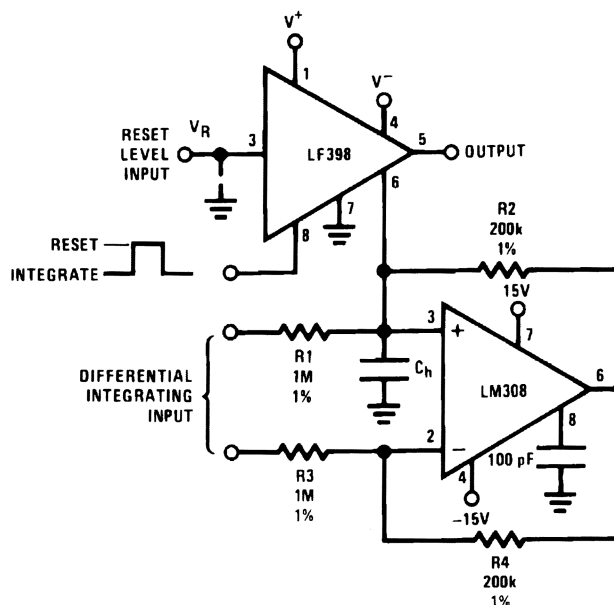 V+
1
V−
4
V_R
3
RESET
LEVEL
INPUT
LF398
5
OUTPUT
6
7
8
RESET
INTEGRATE
R2
200k
1%
15V
7
3
+
R1
1M
1%
C_h
DIFFERENTIAL
INTEGRATING
INPUT
LM308
6
8
2
−
100 pF
4
R3
1M
1%
−15V
R4
200k
1%